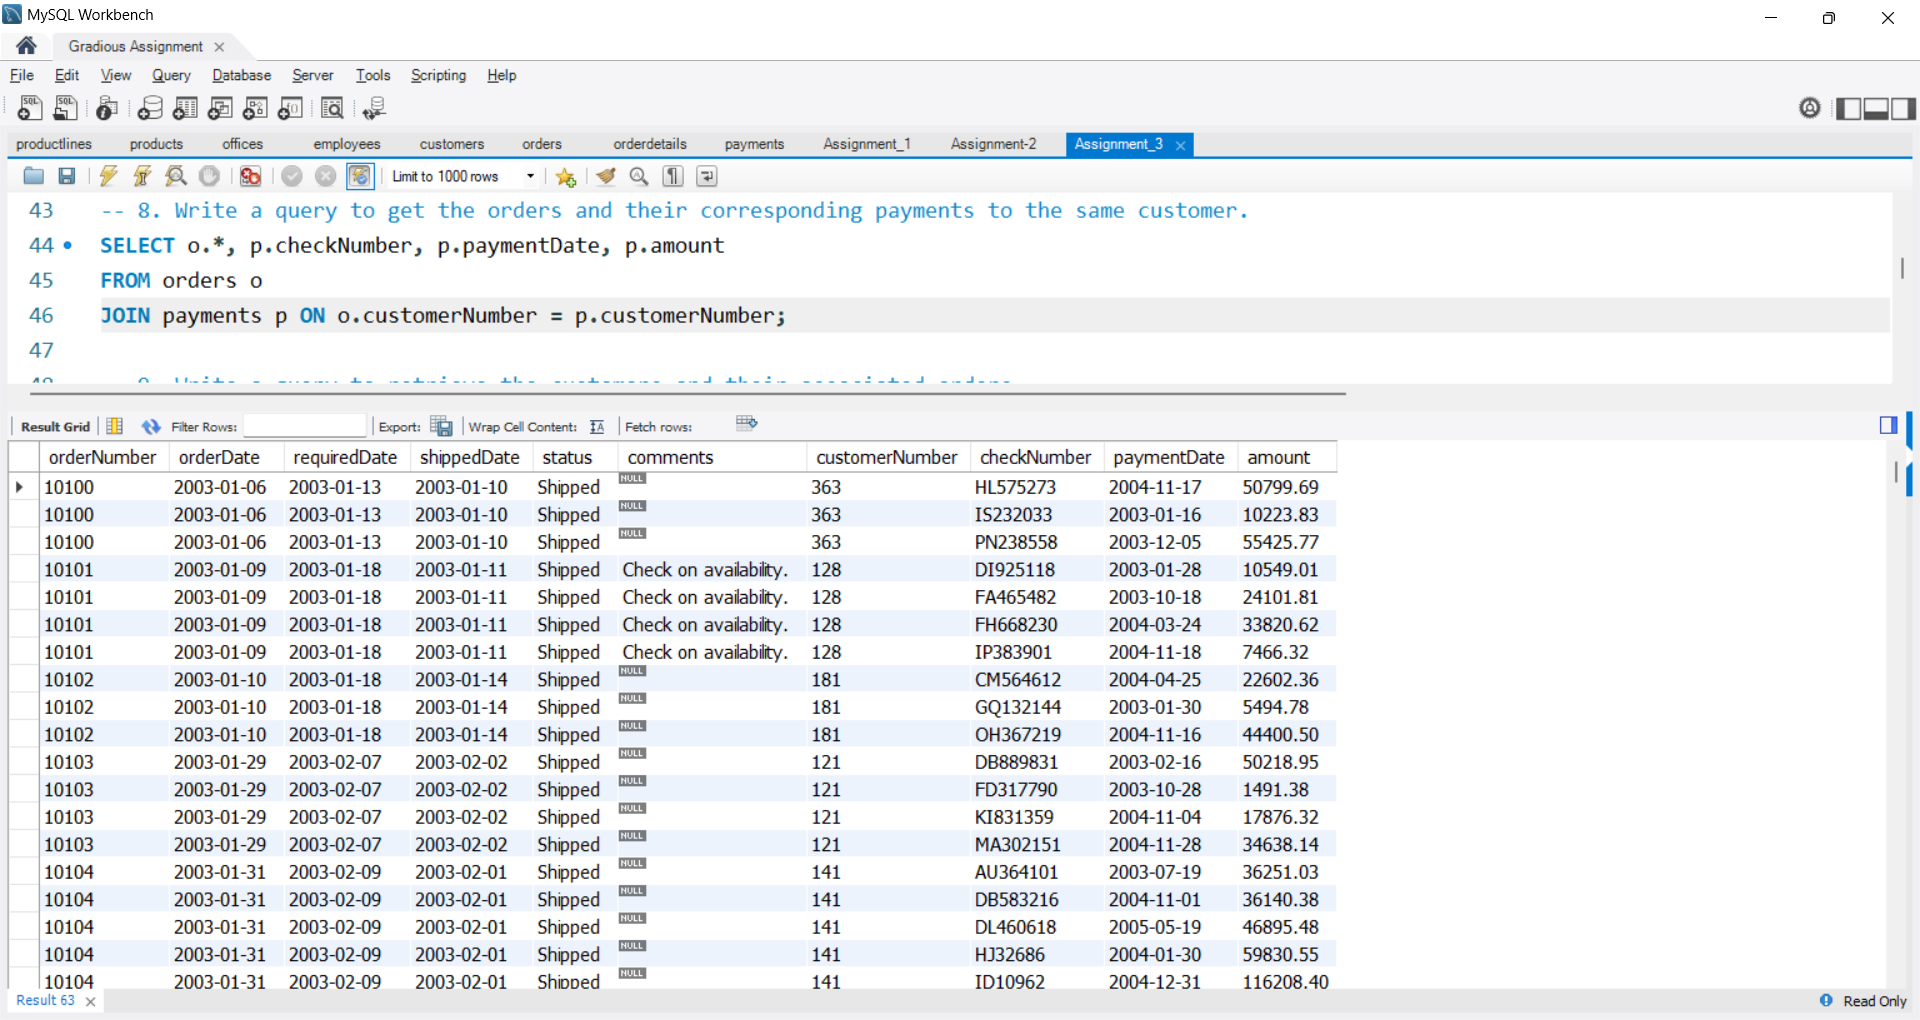 MySQL Workbench
Gradious Assignment
File Edit View Query Database Server Tools Scripting Help
productlines products offices employees customers orders orderdetails payments Assignment_1 Assignment-2 Assignment_3
Limit to 1000 rows
43 -- 8. Write a query to get the orders and their corresponding payments to the same customer.
44 SELECT o.*, p.checkNumber, p.paymentDate, p.amount
45 FROM orders o
46 JOIN payments p ON o.customerNumber = p.customerNumber;
47
48 -- 9. Write a query to retrieve the customers and their associated orders.
Result Grid Filter Rows: Export: Wrap Cell Content: Fetch rows:
orderNumber orderDate requiredDate shippedDate status comments customerNumber checkNumber paymentDate amount
10100 2003-01-06 2003-01-13 2003-01-10 Shipped NULL 363 HL575273 2004-11-17 50799.69
10100 2003-01-06 2003-01-13 2003-01-10 Shipped NULL 363 IS232033 2003-01-16 10223.83
10100 2003-01-06 2003-01-13 2003-01-10 Shipped NULL 363 PN238558 2003-12-05 55425.77
10101 2003-01-09 2003-01-18 2003-01-11 Shipped Check on availability. 128 DI925118 2003-01-28 10549.01
10101 2003-01-09 2003-01-18 2003-01-11 Shipped Check on availability. 128 FA465482 2003-10-18 24101.81
10101 2003-01-09 2003-01-18 2003-01-11 Shipped Check on availability. 128 FH668230 2004-03-24 33820.62
10101 2003-01-09 2003-01-18 2003-01-11 Shipped Check on availability. 128 IP383901 2004-11-18 7466.32
10102 2003-01-10 2003-01-18 2003-01-14 Shipped NULL 181 CM564612 2004-04-25 22602.36
10102 2003-01-10 2003-01-18 2003-01-14 Shipped NULL 181 GQ132144 2003-01-30 5494.78
10102 2003-01-10 2003-01-18 2003-01-14 Shipped NULL 181 OH367219 2004-11-16 44400.50
10103 2003-01-29 2003-02-07 2003-02-02 Shipped NULL 121 DB889831 2003-02-16 50218.95
10103 2003-01-29 2003-02-07 2003-02-02 Shipped NULL 121 FD317790 2003-10-28 1491.38
10103 2003-01-29 2003-02-07 2003-02-02 Shipped NULL 121 KI831359 2004-11-04 17876.32
10103 2003-01-29 2003-02-07 2003-02-02 Shipped NULL 121 MA302151 2004-11-28 34638.14
10104 2003-01-31 2003-02-09 2003-02-01 Shipped NULL 141 AU364101 2003-07-19 36251.03
10104 2003-01-31 2003-02-09 2003-02-01 Shipped NULL 141 DB583216 2004-11-01 36140.38
10104 2003-01-31 2003-02-09 2003-02-01 Shipped NULL 141 DL460618 2005-05-19 46895.48
10104 2003-01-31 2003-02-09 2003-02-01 Shipped NULL 141 HJ32686 2004-01-30 59830.55
10104 2003-01-31 2003-02-09 2003-02-01 Shipped NULL 141 ID10962 2004-12-31 116208.40
Result 63 Read Only